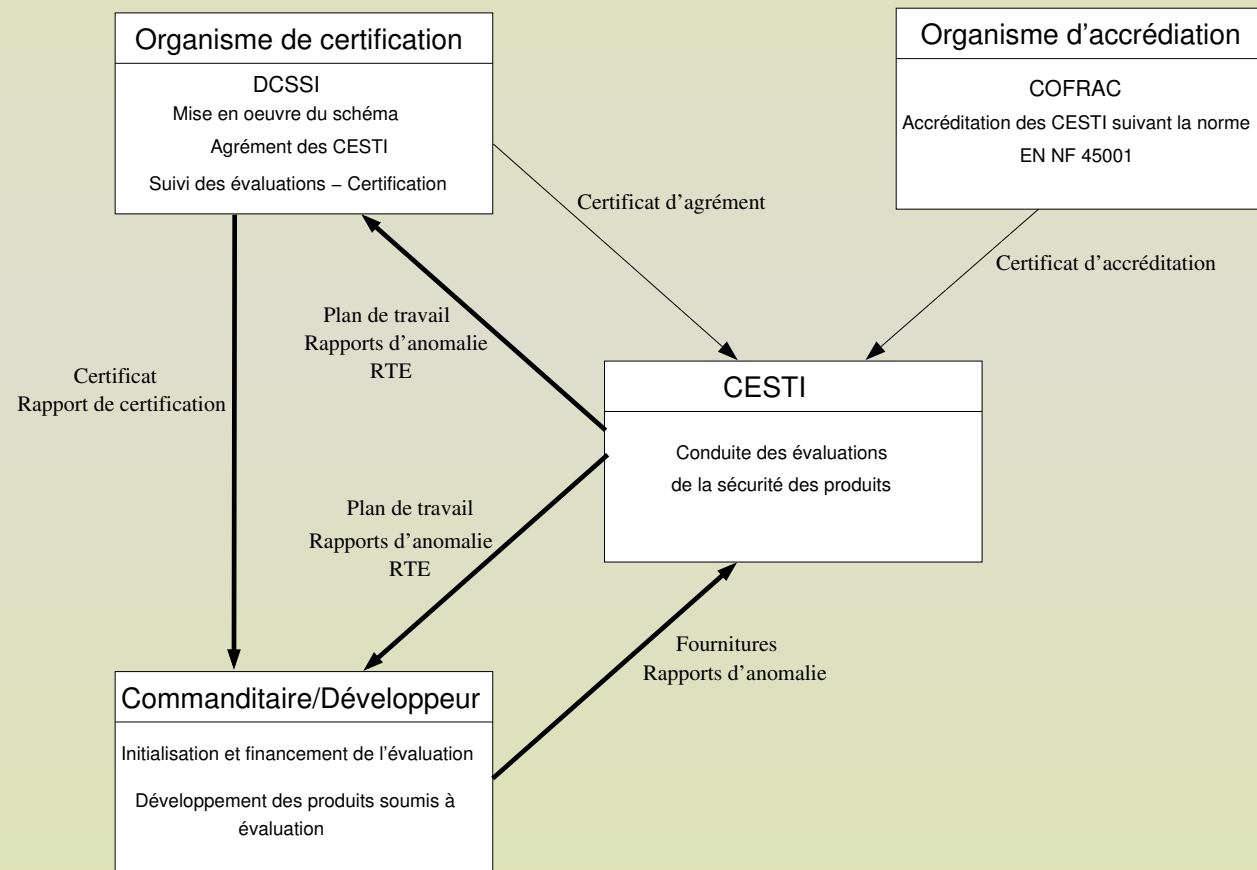 Organisme de certification
DCSSI
Mise en oeuvre du schéma
Agrément des CESTI
Suivi des évaluations − Certification
Organisme d'accrédiation
COFRAC
Accréditation des CESTI suivant la norme
EN NF 45001
Certificat d'agrément
Certificat d'accréditation
Plan de travail
Rapports d'anomalie
RTE
Certificat
Rapport de certification
CESTI
Conduite des évaluations
de la sécurité des produits
Plan de travail
Rapports d'anomalie
RTE
Fournitures
Rapports d'anomalie
Commanditaire/Développeur
Initialisation et financement de l'évaluation
Développement des produits soumis à
évaluation